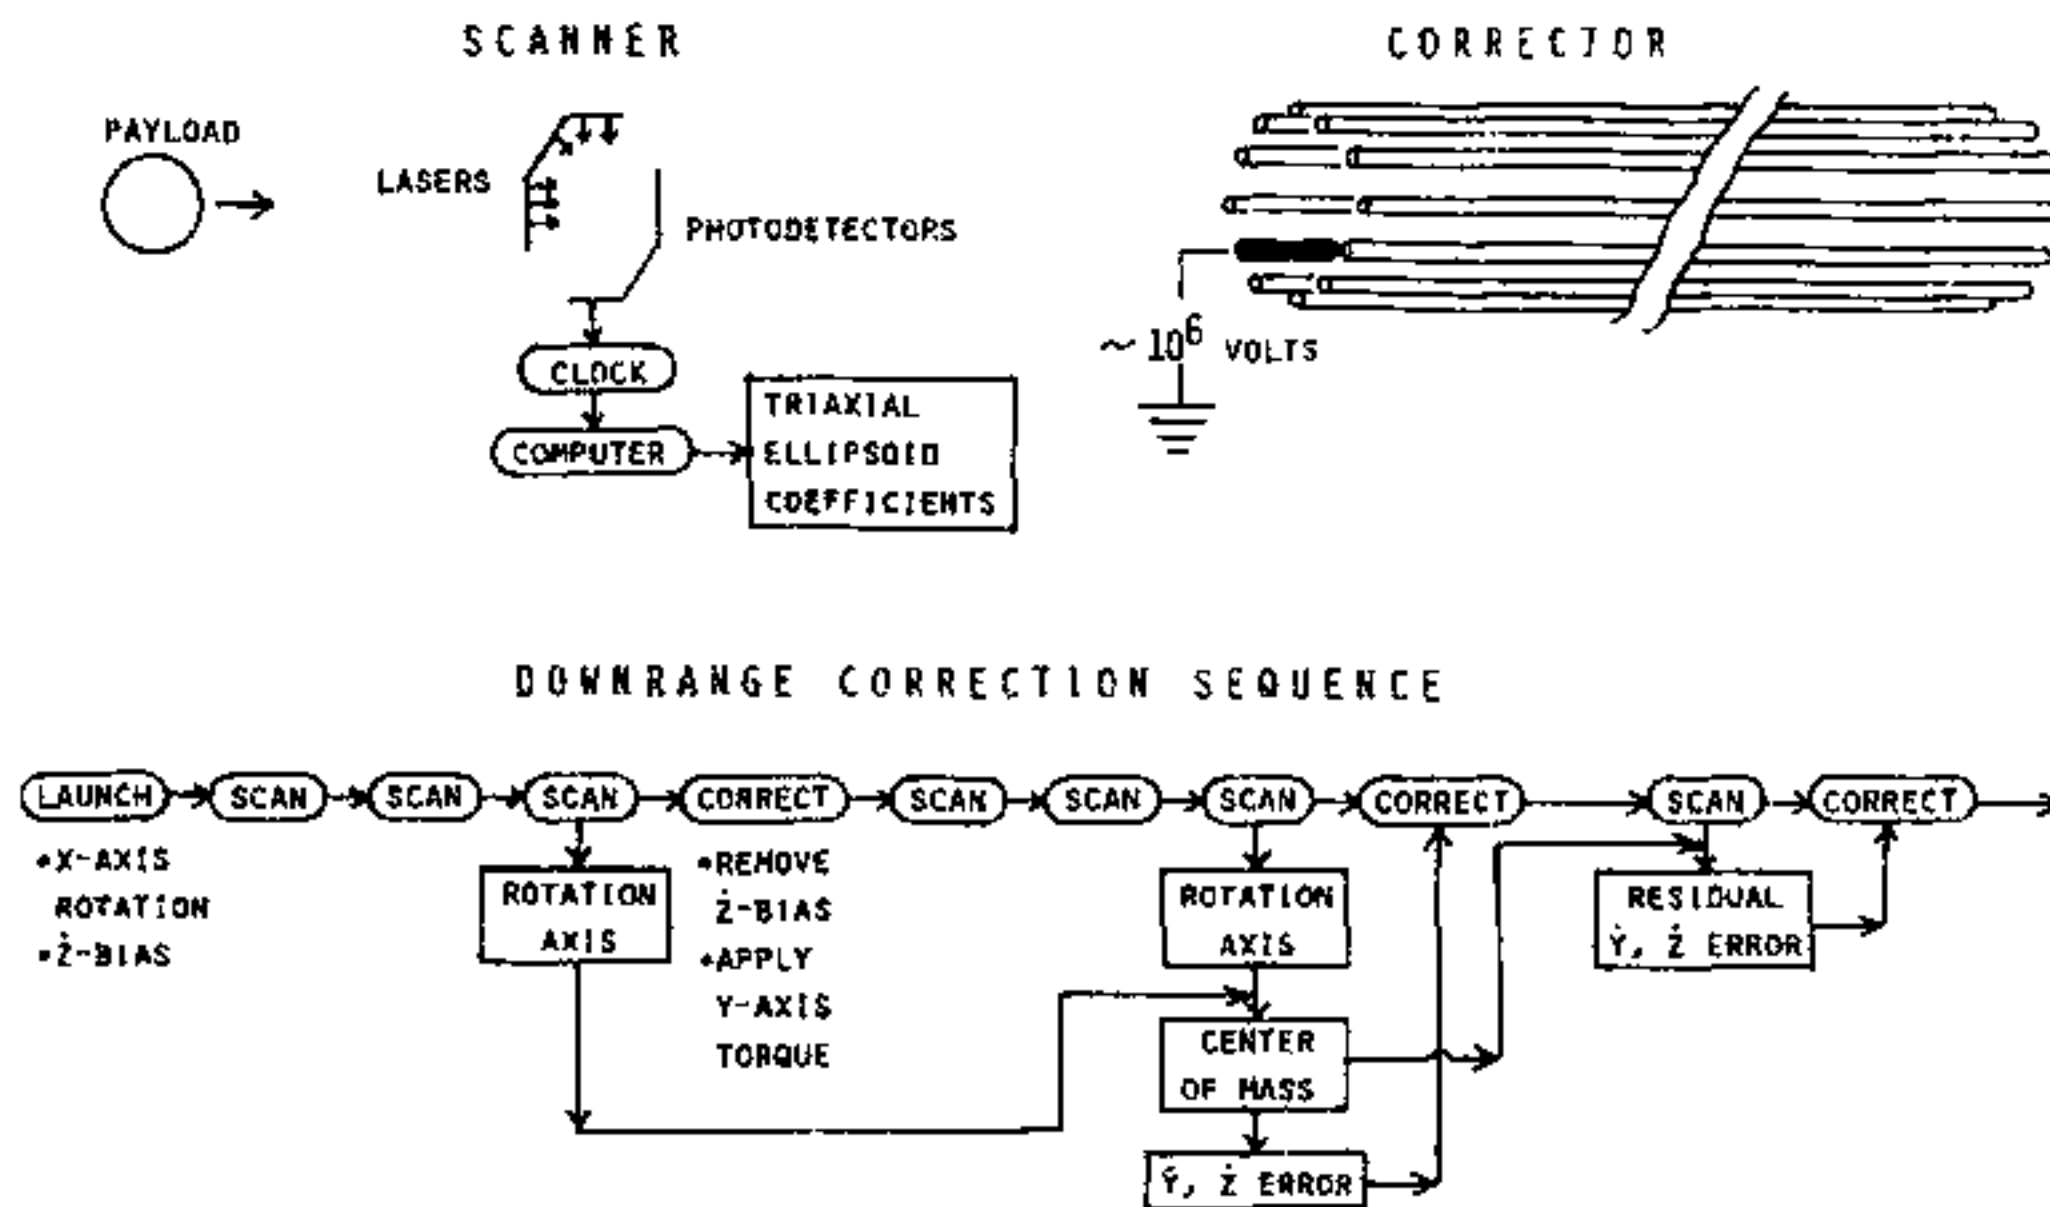 SCANNER
PAYLOAD
LASERS
PHOTODETECTORS
CLOCK
COMPUTER
TRIAXIAL
ELLIPSOID
COEFFICIENTS
CORRECTOR
~ 10⁶ VOLTS
DOWNRANGE CORRECTION SEQUENCE
LAUNCH
SCAN
SCAN
SCAN
CORRECT
SCAN
SCAN
SCAN
CORRECT
SCAN
CORRECT
•X-AXIS
ROTATION
•Ż-BIAS
ROTATION
AXIS
•REMOVE
Ż-BIAS
•APPLY
Y-AXIS
TORQUE
ROTATION
AXIS
CENTER
OF MASS
Ẏ, Ż ERROR
RESIDUAL
Ẏ, Ż ERROR